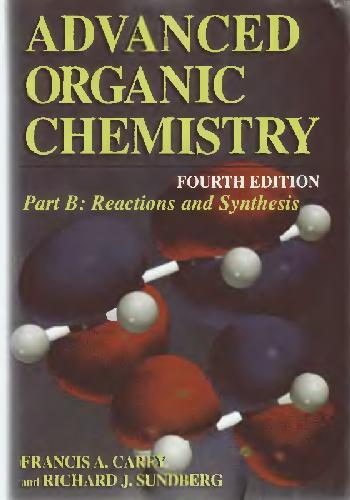 ADVANCED
ORGANIC
CHEMISTRY
FOURTH EDITION
Part B: Reactions and Synthesis
FRANCIS A. CAREY
and RICHARD J. SUNDBERG